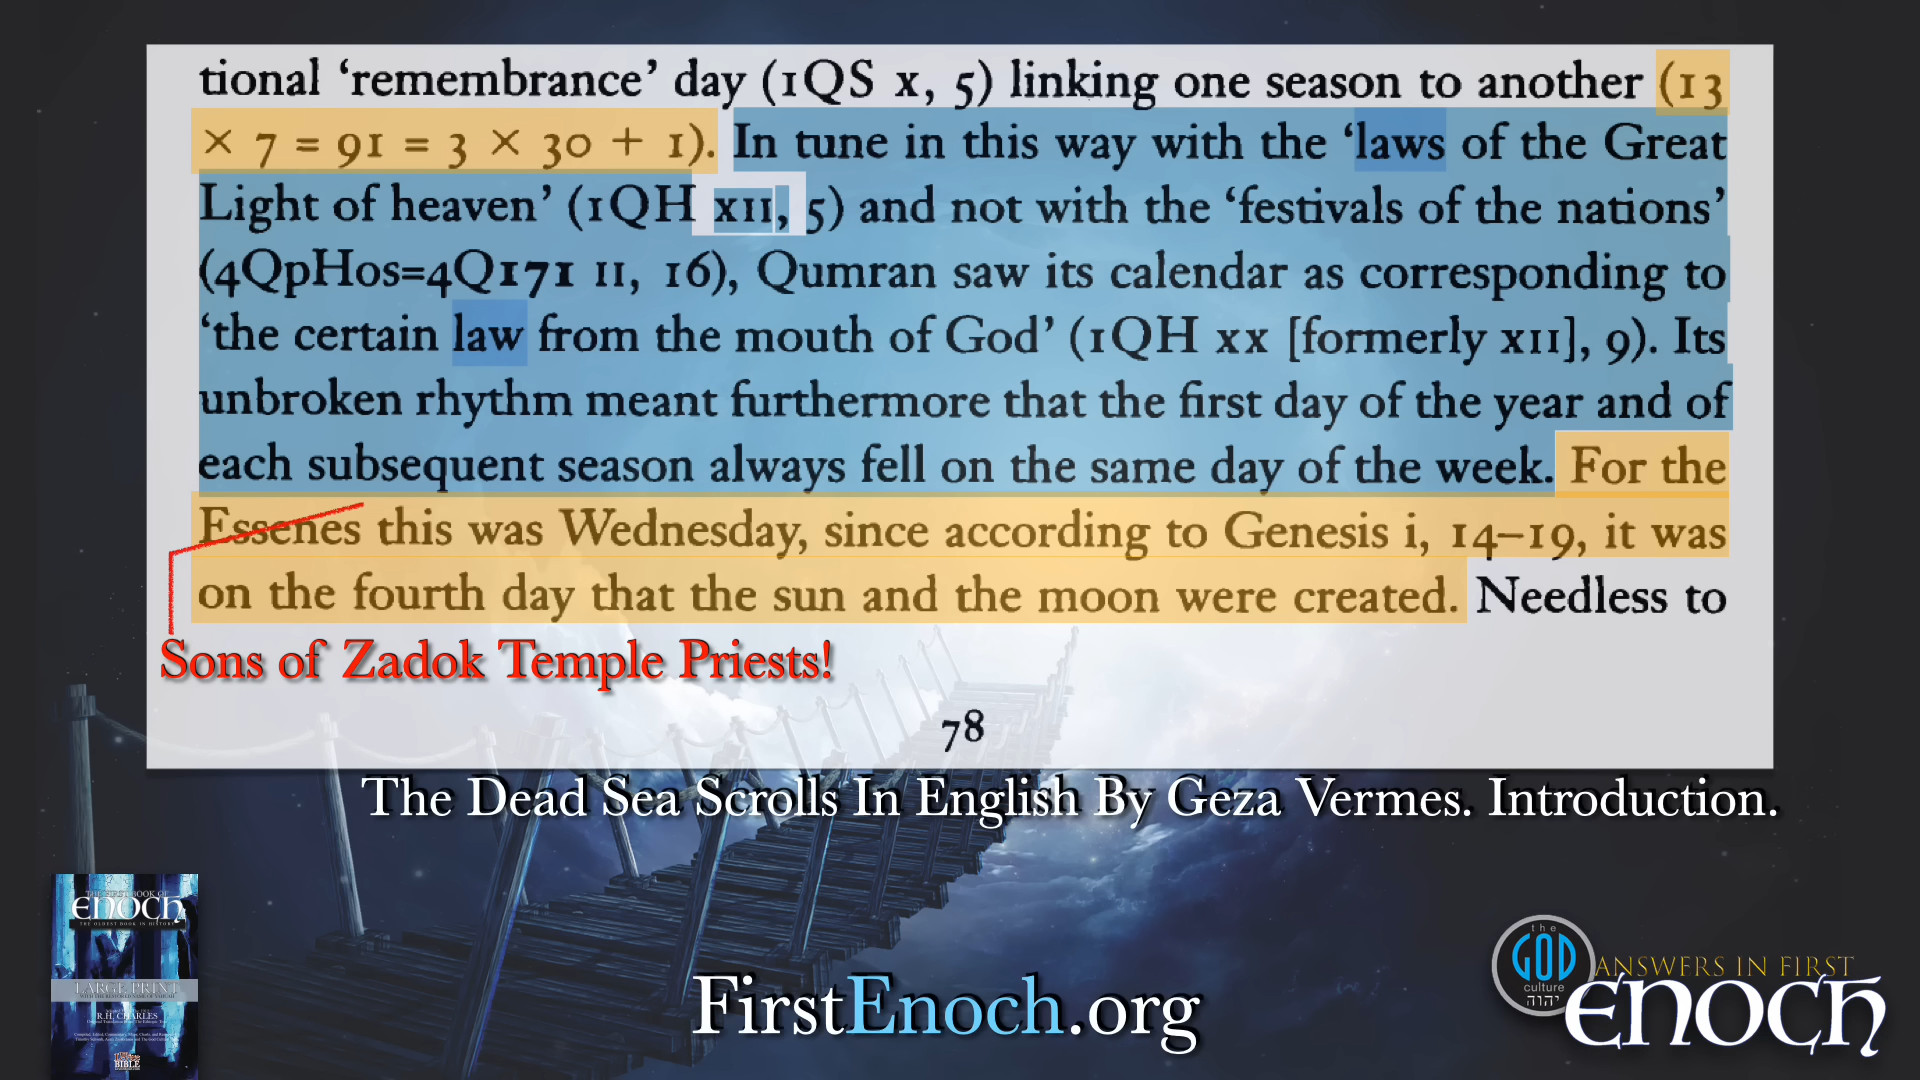 tional ‘remembrance’ day (1QS x, 5) linking one season to another (13
× 7 = 91 = 3 × 30 + 1). In tune in this way with the ‘laws of the Great
Light of heaven’ (1QH xii, 5) and not with the ‘festivals of the nations’
(4QpHos=4Q171 II, 16), Qumran saw its calendar as corresponding to
‘the certain law from the mouth of God’ (1QH xx [formerly xii], 9). Its
unbroken rhythm meant furthermore that the first day of the year and of
each subsequent season always fell on the same day of the week. For the
Essenes this was Wednesday, since according to Genesis i, 14–19, it was
on the fourth day that the sun and the moon were created. Needless to
Sons of Zadok Temple Priests!
78
The Dead Sea Scrolls In English By Geza Vermes. Introduction.
THE FIRST BOOK OF
ENOCH
THE OLDEST BOOK IN HISTORY
LARGE PRINT
R.H. CHARLES
BIBLE
FirstEnoch.org
the
GOD
culture
יהוה
ANSWERS IN FIRST
ENOCH